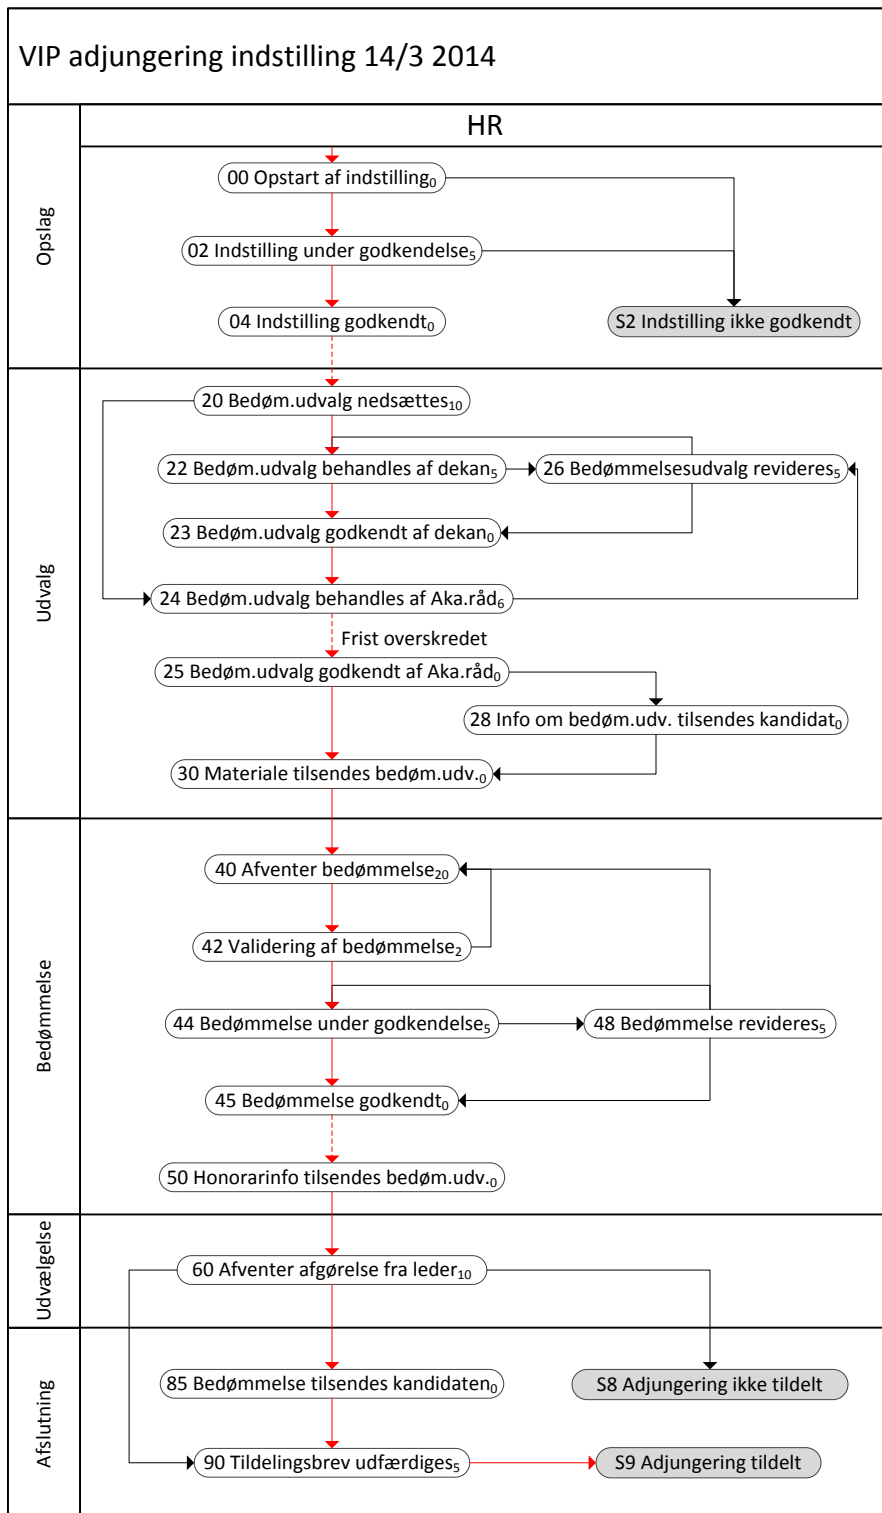 VIP adjungering indstilling 14/3 2014
HR
Opslag
00 Opstart af indstilling0
02 Indstilling under godkendelse5
04 Indstilling godkendt0
S2 Indstilling ikke godkendt
Udvalg
20 Bedøm.udvalg nedsættes10
22 Bedøm.udvalg behandles af dekan5
26 Bedømmelsesudvalg revideres5
23 Bedøm.udvalg godkendt af dekan0
24 Bedøm.udvalg behandles af Aka.råd6
Frist overskredet
25 Bedøm.udvalg godkendt af Aka.råd0
28 Info om bedøm.udv. tilsendes kandidat0
30 Materiale tilsendes bedøm.udv.0
Bedømmelse
40 Afventer bedømmelse20
42 Validering af bedømmelse2
44 Bedømmelse under godkendelse5
48 Bedømmelse revideres5
45 Bedømmelse godkendt0
50 Honorarinfo tilsendes bedøm.udv.0
Udvælgelse
60 Afventer afgørelse fra leder10
Afslutning
85 Bedømmelse tilsendes kandidaten0
S8 Adjungering ikke tildelt
90 Tildelingsbrev udfærdiges5
S9 Adjungering tildelt